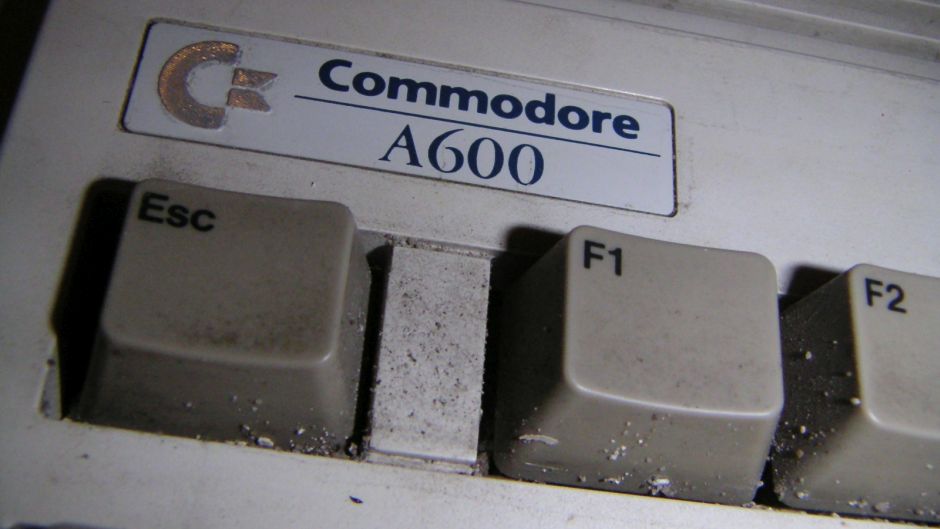 Commodore
A600
Esc
F1
F2